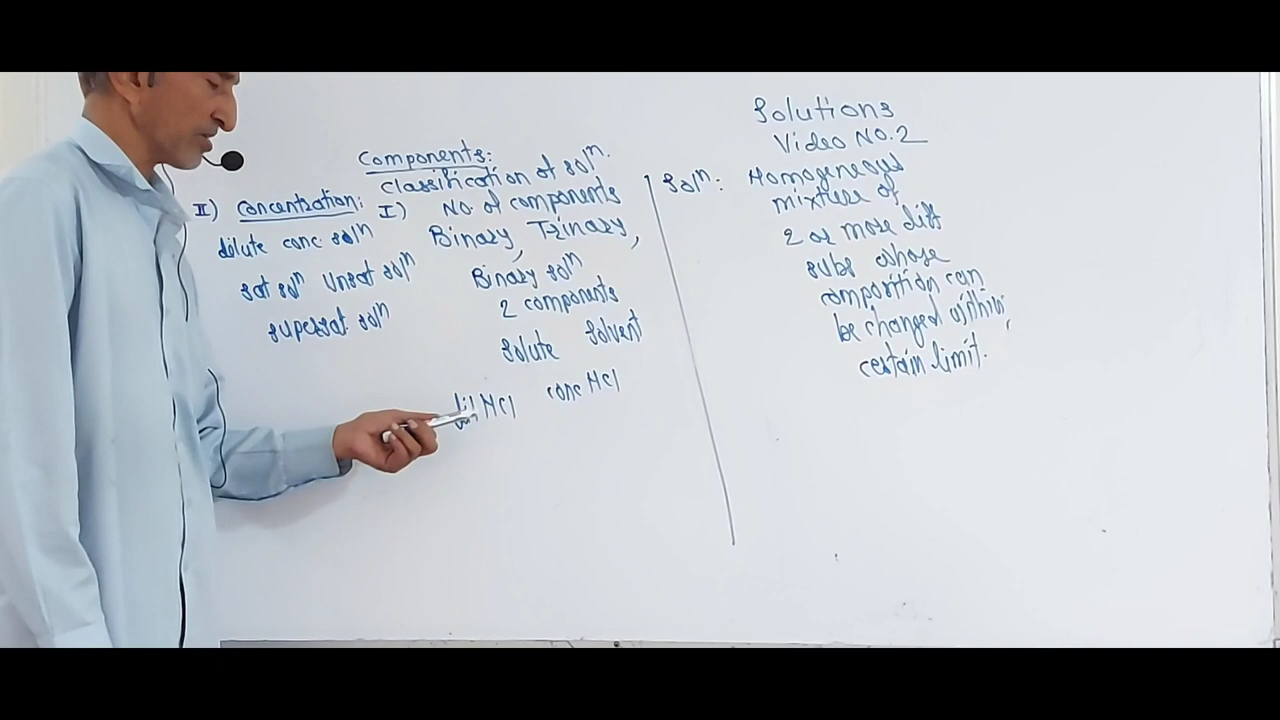 Solutions
Video No. 2
Soln: Homogeneous
mixture of
2 or more diff
subs whose
composition can
be changed within
certain limit.
Components:
Classification of soln.
I) No. of components
Binary, Trinary,
Binary soln
2 components
solute solvent
dil HCl conc HCl
II) Concentration:
dilute conc. soln
sat soln Unsat soln
supersat. soln